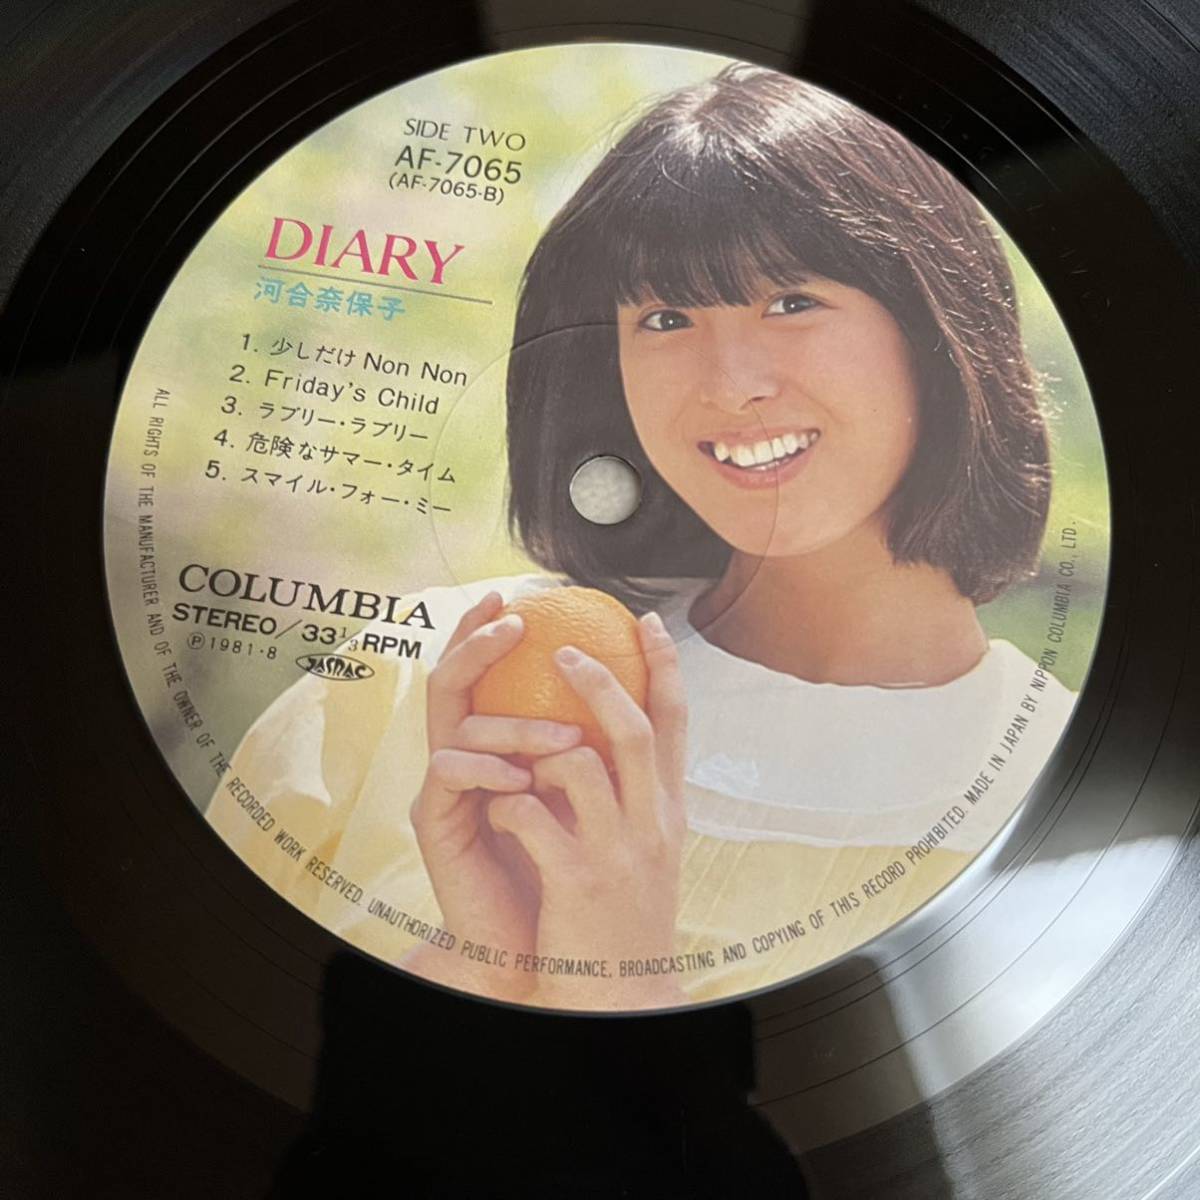 SIDE TWO
AF-7065
(AF-7065-B)
DIARY
河合奈保子
1. 少しだけ Non Non
2. Friday's Child
3. ラブリー・ラブリー
4. 危険なサマー・タイム
5. スマイル・フォー・ミー
COLUMBIA
STEREO/33⅓RPM
Ⓟ1981・8
JASRAC
ALL RIGHTS OF THE MANUFACTURER AND OF THE OWNER OF THE RECORDED WORK RESERVED. UNAUTHORIZED PUBLIC PERFORMANCE, BROADCASTING AND COPYING OF THIS RECORD PROHIBITED. MADE IN JAPAN BY NIPPON COLUMBIA CO., LTD.